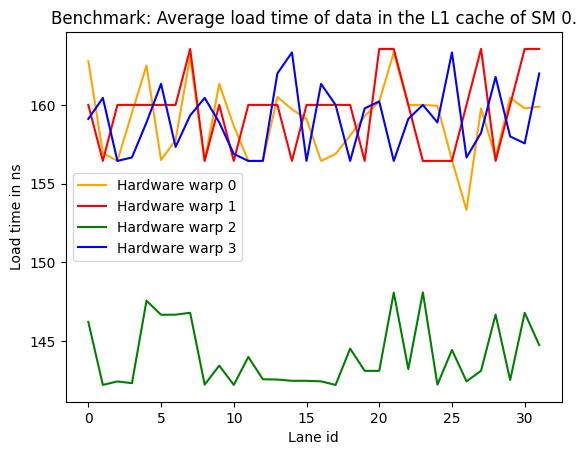 Benchmark: Average load time of data in the L1 cache of SM 0.
Load time in ns
160
155
150
145
Hardware warp 0
Hardware warp 1
Hardware warp 2
Hardware warp 3
0 5 10 15 20 25 30
Lane id